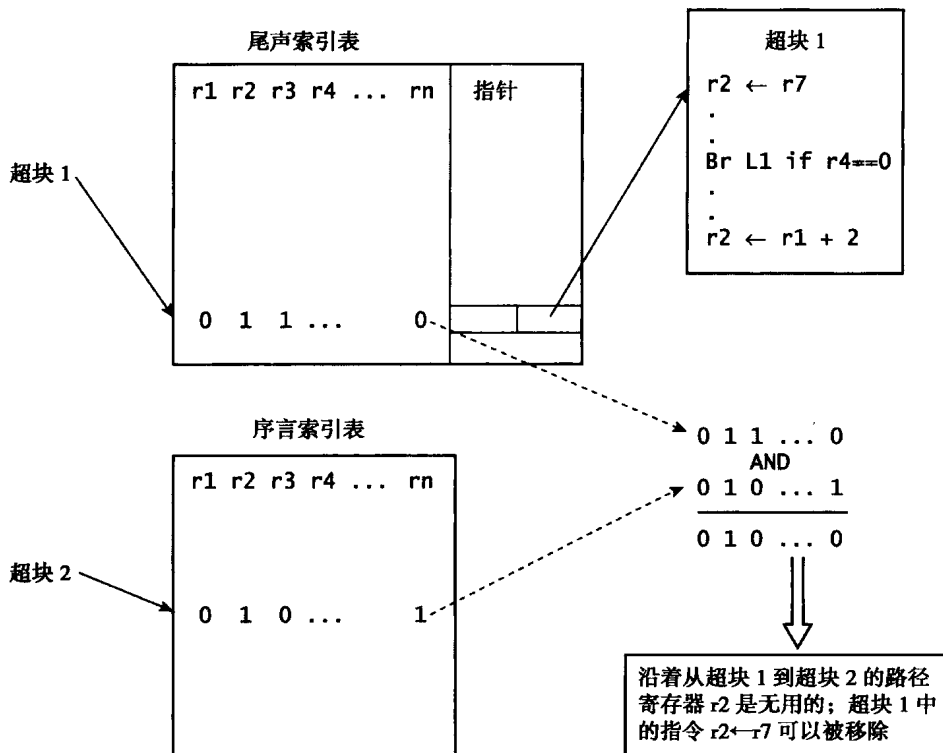 尾声索引表
r1 r2 r3 r4 ... rn
指针
超块 1
0 1 1 ... 0
超块 1
r2 ← r7
.
.
Br L1 if r4==0
.
.
r2 ← r1 + 2
序言索引表
r1 r2 r3 r4 ... rn
超块 2
0 1 0 ... 1
0 1 1 ... 0
AND
0 1 0 ... 1
0 1 0 ... 0
沿着从超块 1 到超块 2 的路径
寄存器 r2 是无用的；超块 1 中
的指令 r2←r7 可以被移除